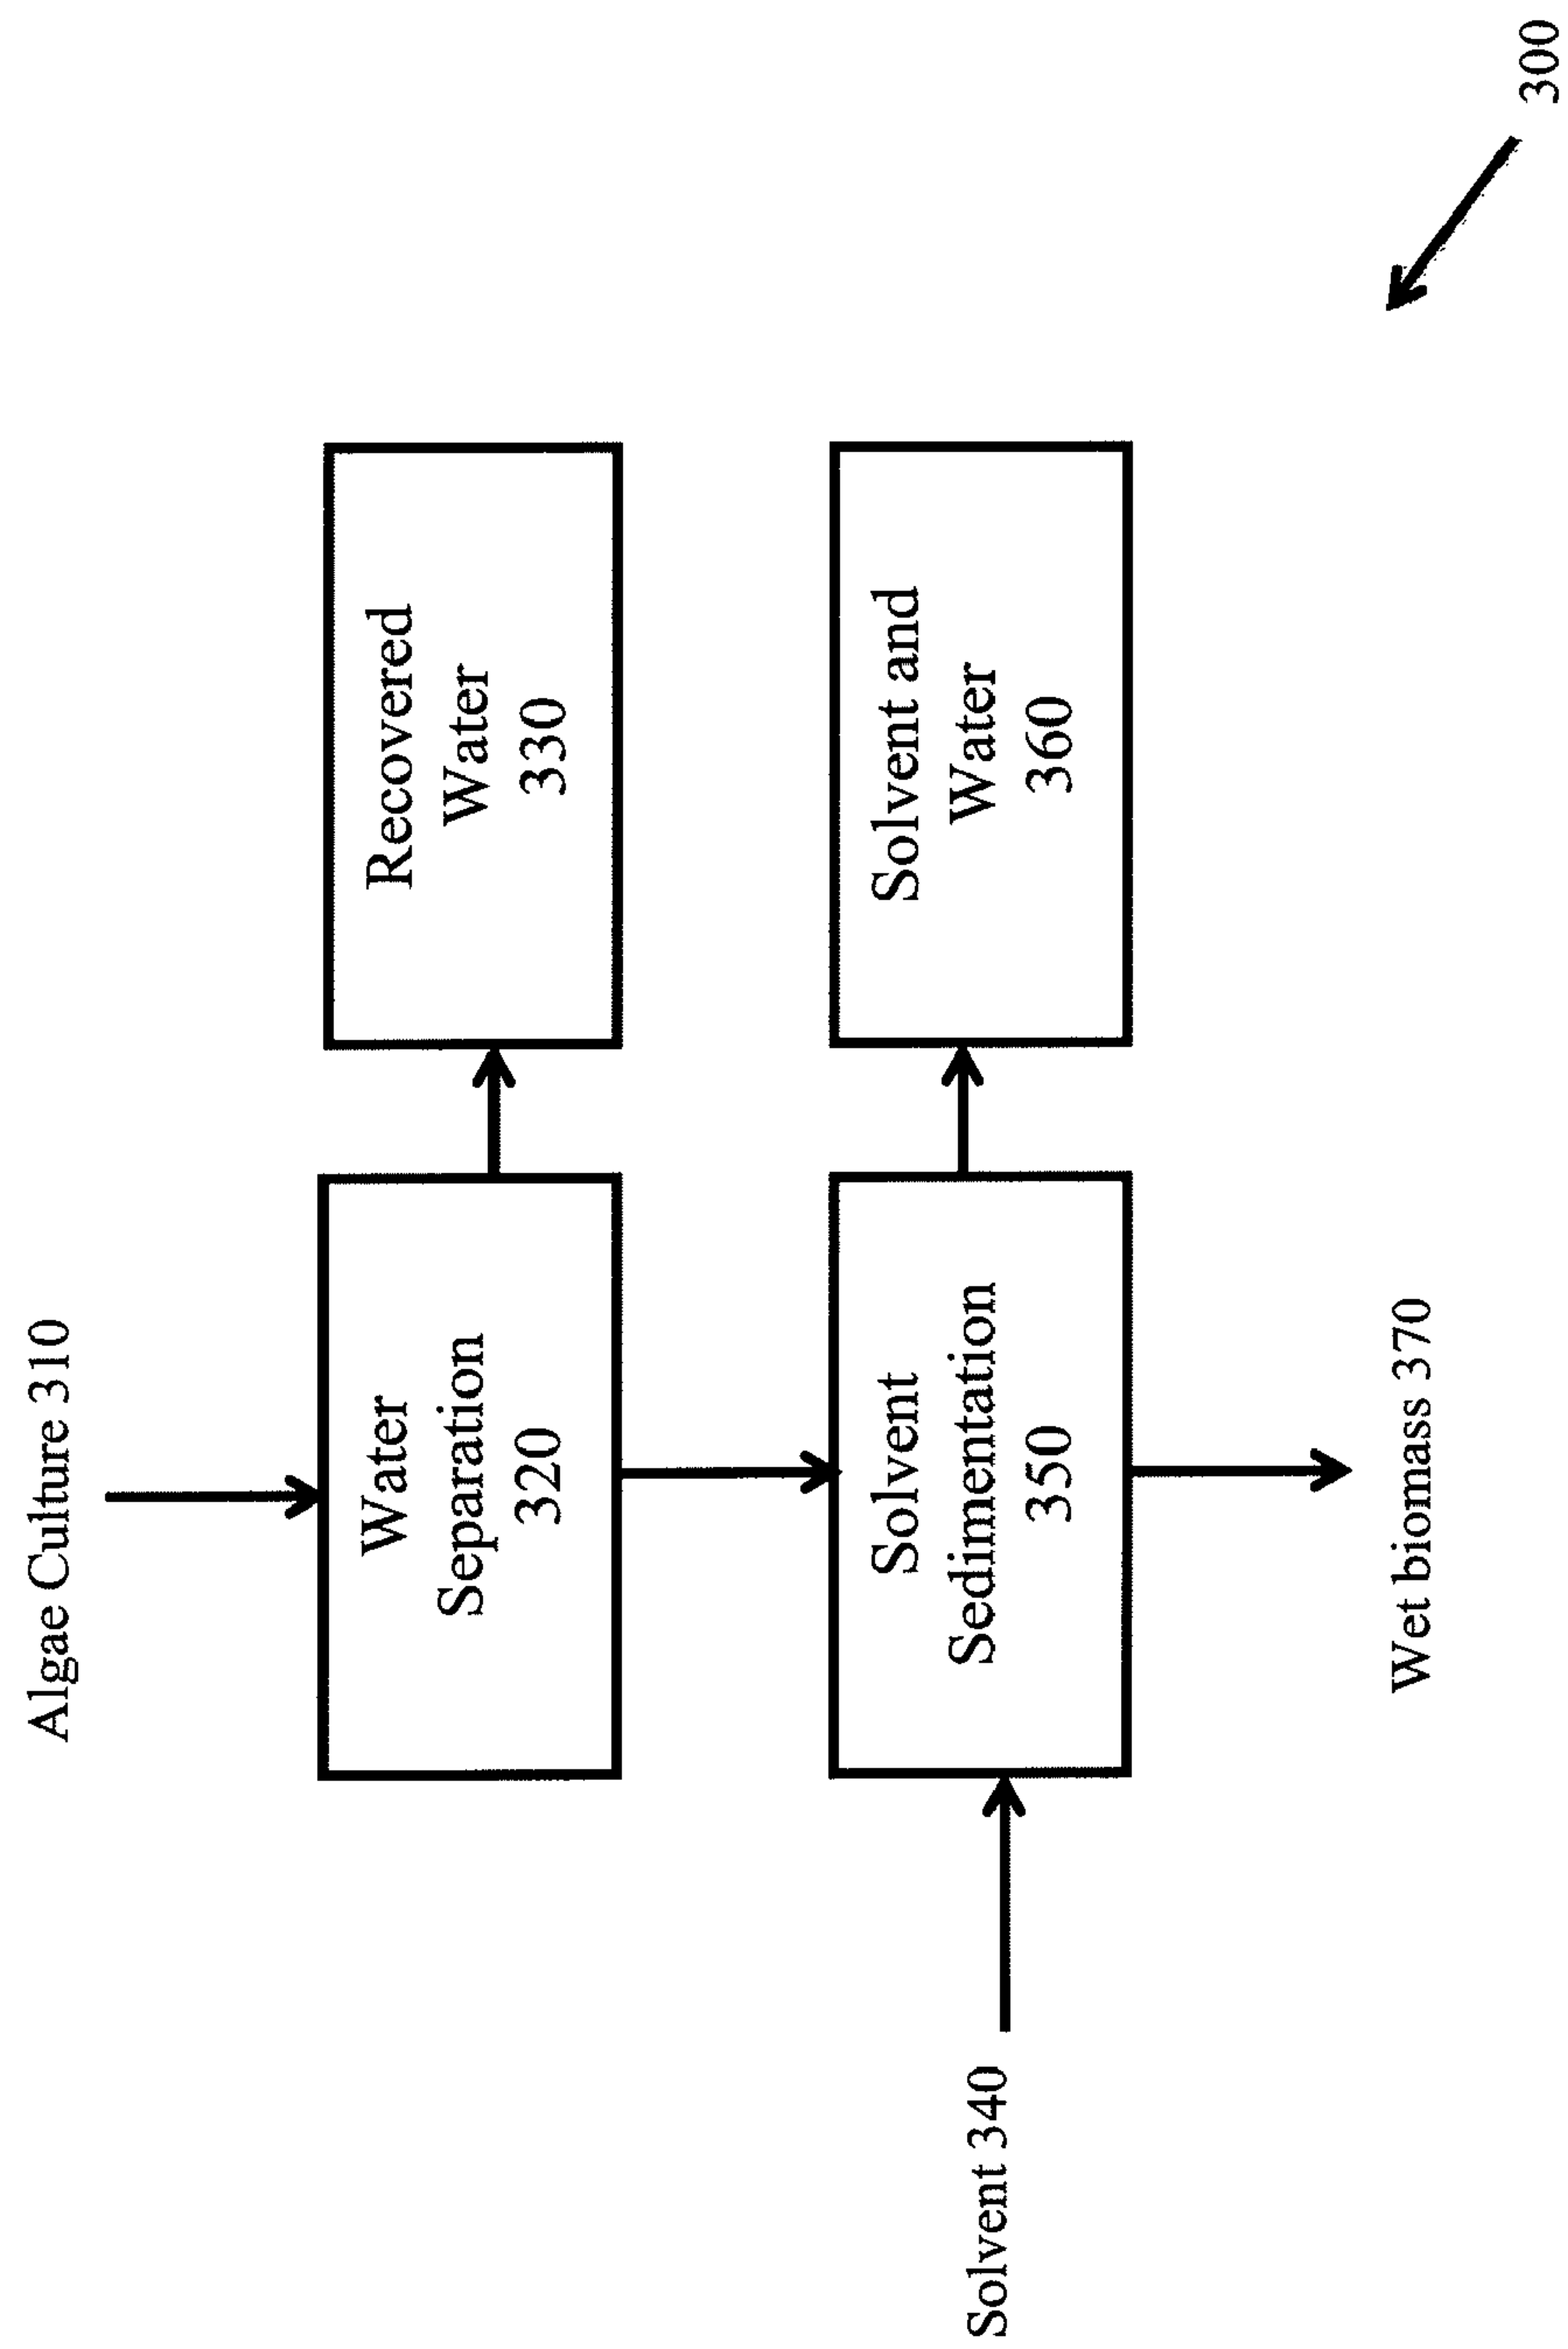 Algae Culture 310
Water
Separation
320
Recovered
Water
330
Solvent 340
Solvent
Sedimentation
350
Solvent and
Water
360
Wet biomass 370
300